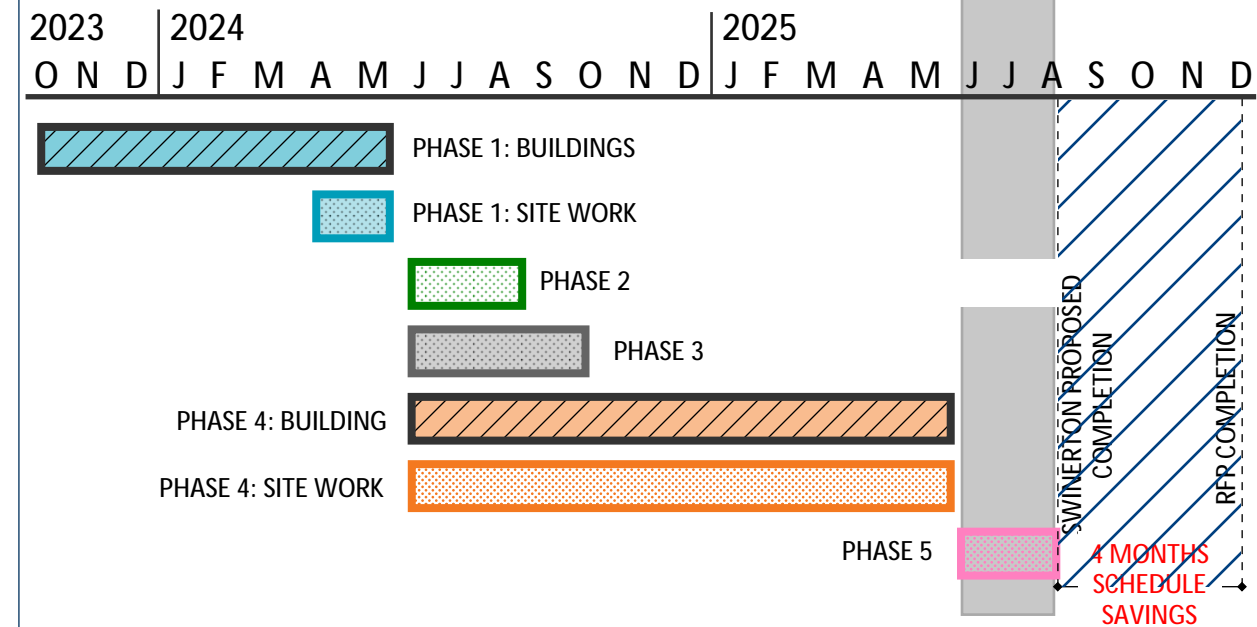 2023 2024 2025
O N D J F M A M J J A S O N D J F M A M J J A S O N D
PHASE 1: BUILDINGS
PHASE 1: SITE WORK
PHASE 2
PHASE 3
PHASE 4: BUILDING
PHASE 4: SITE WORK
PHASE 5
SWINERTON PROPOSED
COMPLETION
RFP COMPLETION
4 MONTHS
SCHEDULE
SAVINGS